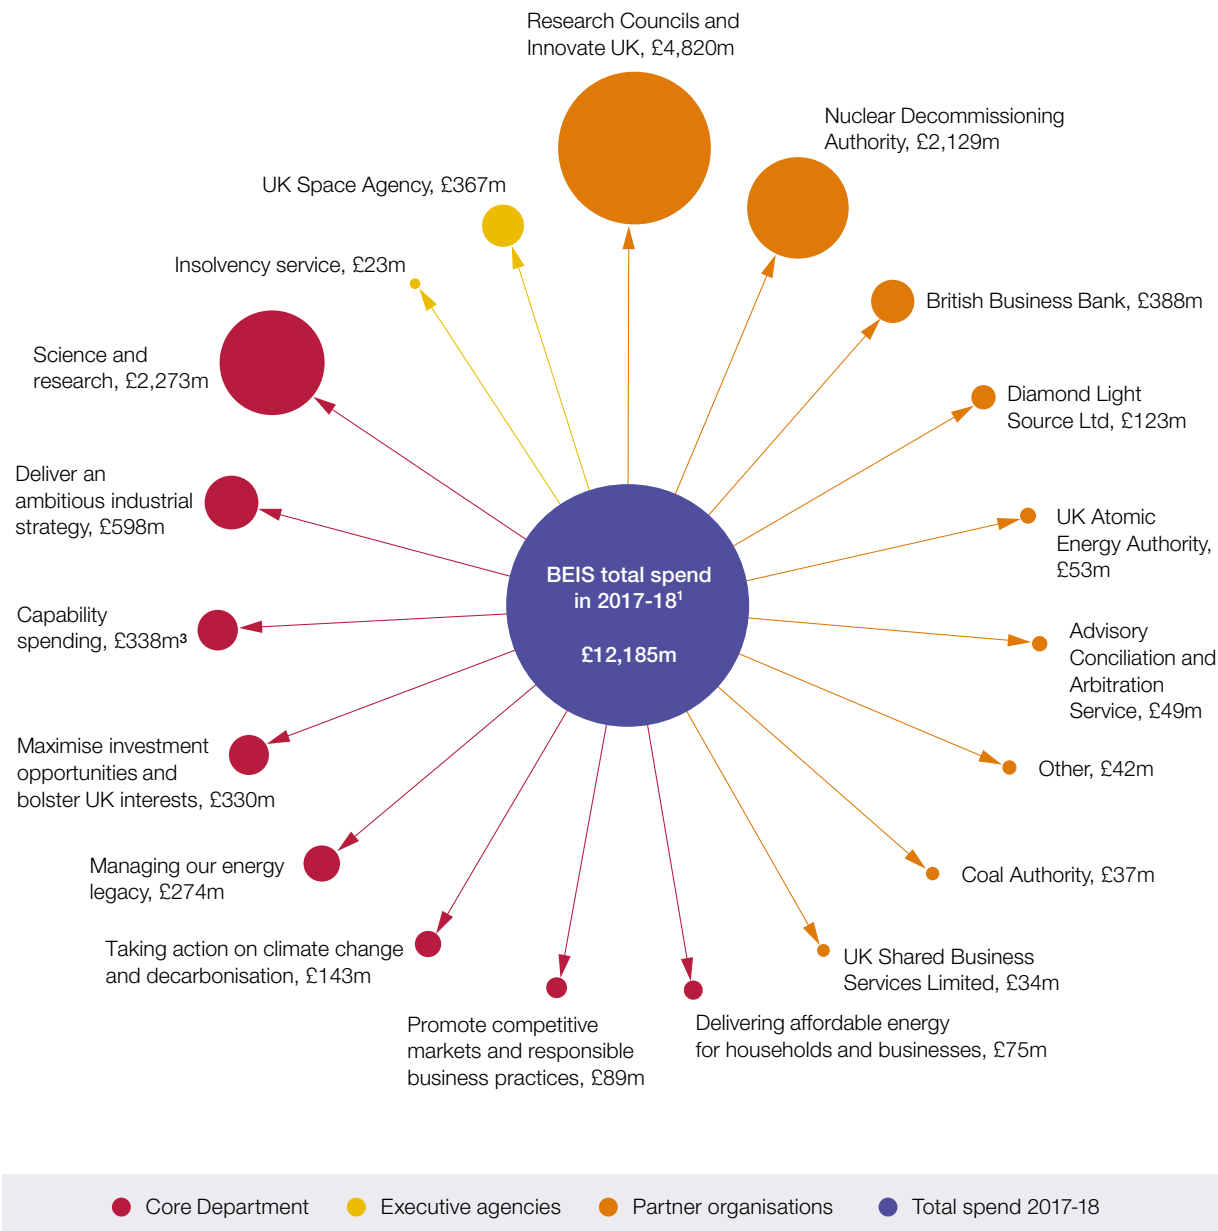 Research Councils and
Innovate UK, £4,820m
Nuclear Decommissioning
Authority, £2,129m
UK Space Agency, £367m
Insolvency service, £23m
British Business Bank, £388m
Science and
research, £2,273m
Diamond Light
Source Ltd, £123m
Deliver an
ambitious industrial
strategy, £598m
UK Atomic
Energy Authority,
£53m
BEIS total spend
in 2017-18¹
£12,185m
Capability
spending, £338m³
Advisory
Conciliation and
Arbitration
Service, £49m
Maximise investment
opportunities and
bolster UK interests, £330m
Other, £42m
Managing our energy
legacy, £274m
Coal Authority, £37m
Taking action on climate change
and decarbonisation, £143m
UK Shared Business
Services Limited, £34m
Promote competitive
markets and responsible
business practices, £89m
Delivering affordable energy
for households and businesses, £75m
Core Department
Executive agencies
Partner organisations
Total spend 2017-18